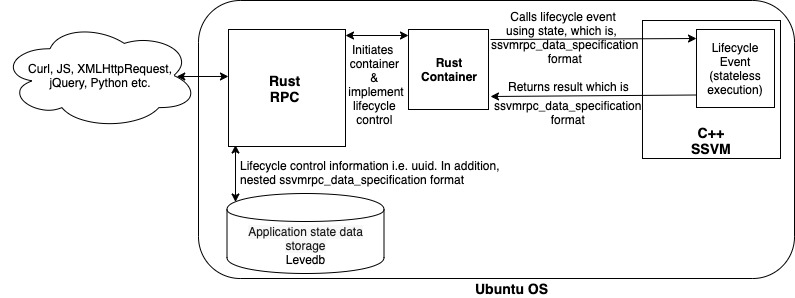 Curl, JS, XMLHttpRequest,
jQuery, Python etc.
Rust
RPC
Initiates
container
&
implement
lifecycle
control
Rust
Container
Calls lifecycle event
using state, which is,
ssvmrpc_data_specification
format
Returns result which is
ssvmrpc_data_specification
format
Lifecycle
Event
(stateless
execution)
C++
SSVM
Lifecycle control information i.e. uuid. In addition,
nested ssvmrpc_data_specification format
Application state data
storage
Levedb
Ubuntu OS